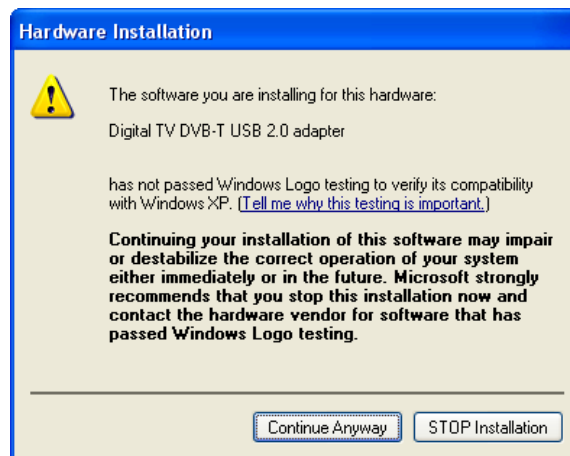 Hardware Installation
The software you are installing for this hardware:
Digital TV DVB-T USB 2.0 adapter
has not passed Windows Logo testing to verify its compatibility
with Windows XP. (Tell me why this testing is important.)
Continuing your installation of this software may impair
or destabilize the correct operation of your system
either immediately or in the future. Microsoft strongly
recommends that you stop this installation now and
contact the hardware vendor for software that has
passed Windows Logo testing.
Continue Anyway STOP Installation